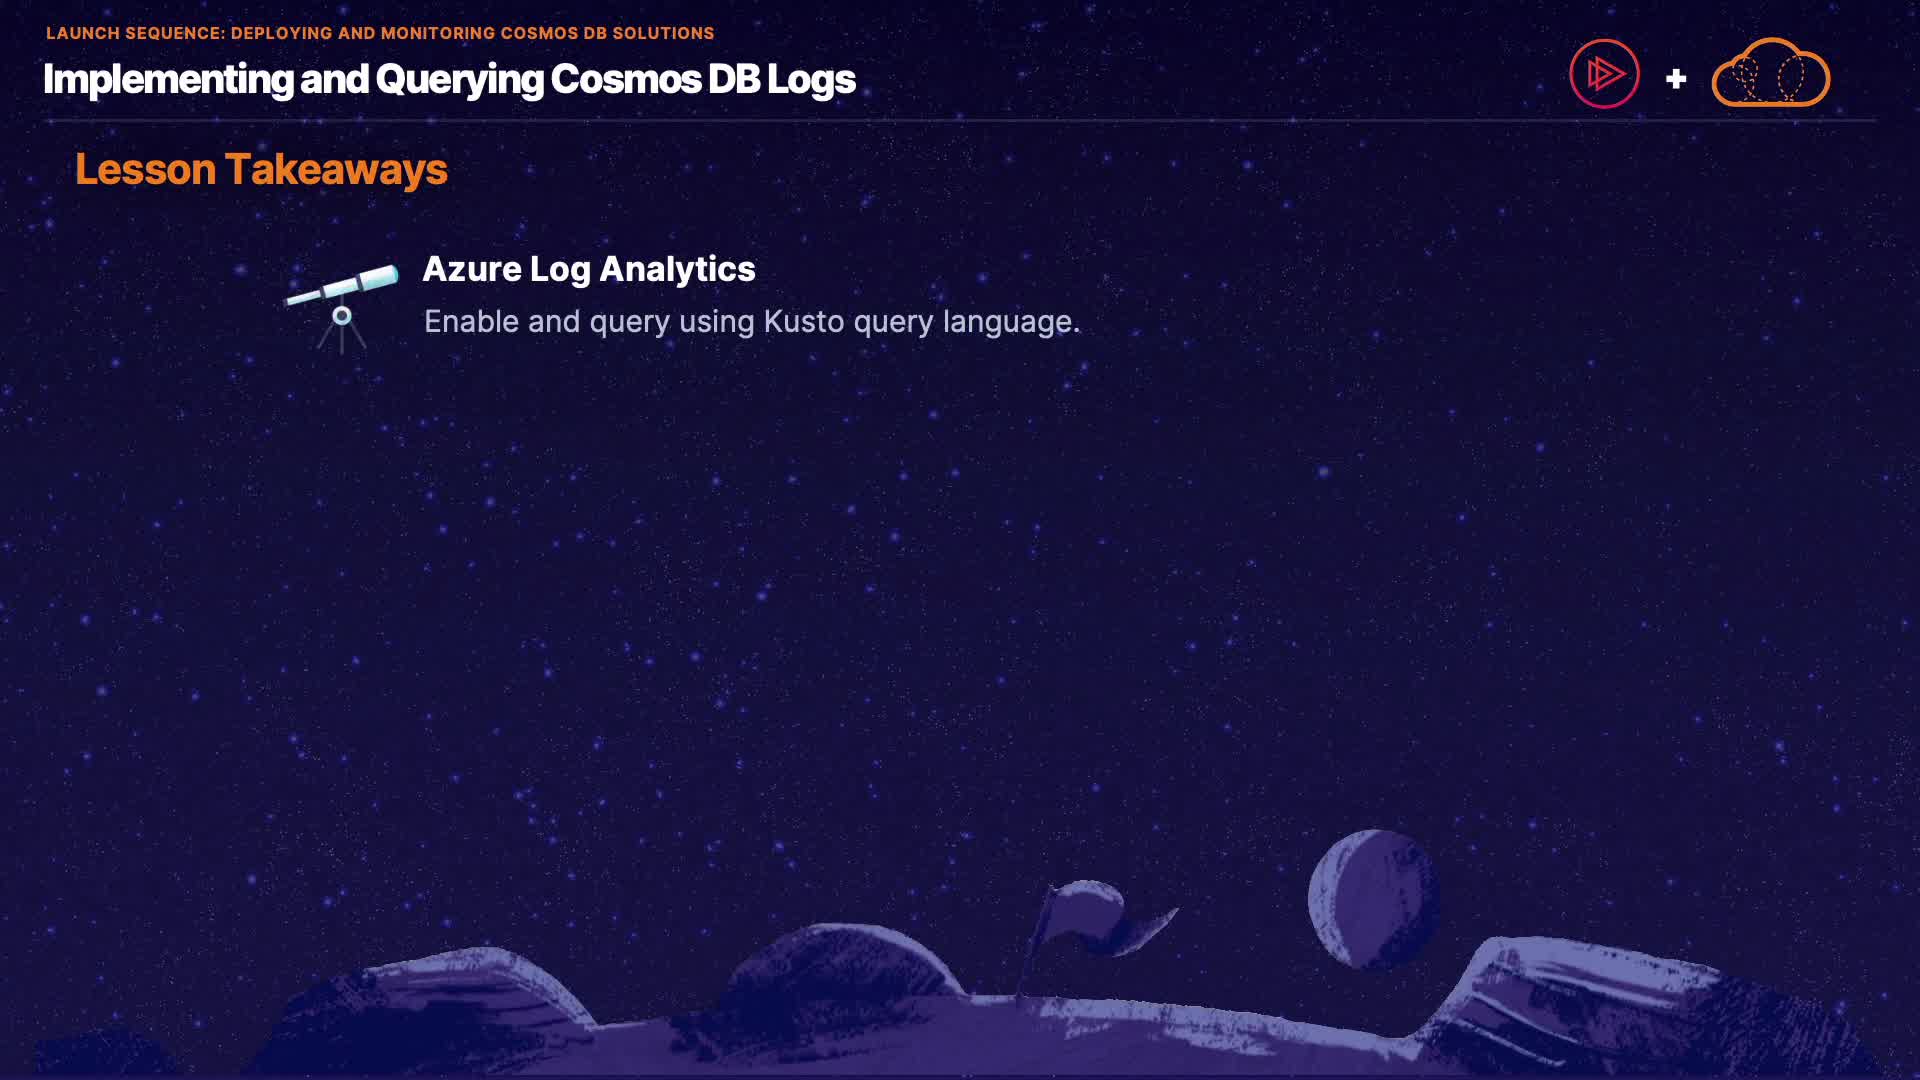 LAUNCH SEQUENCE: DEPLOYING AND MONITORING COSMOS DB SOLUTIONS
Implementing and Querying Cosmos DB Logs
+
Lesson Takeaways
Azure Log Analytics
Enable and query using Kusto query language.